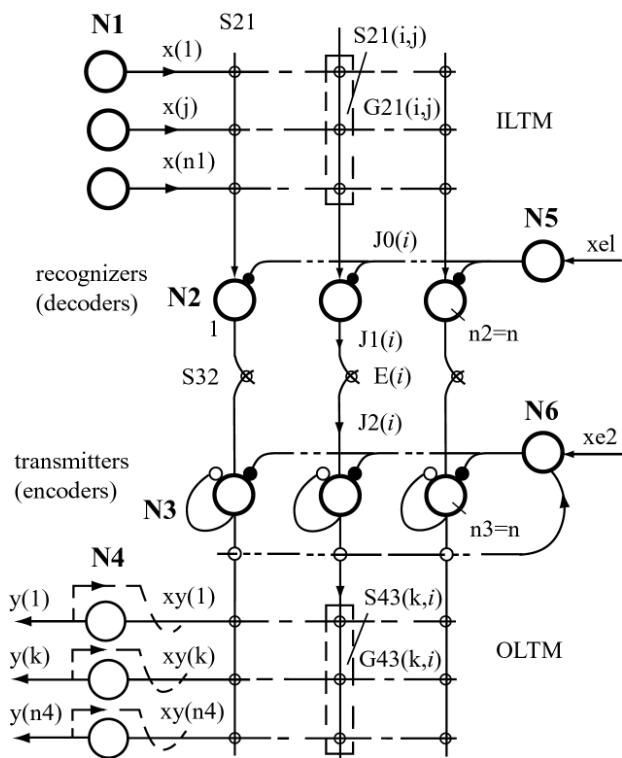 N1
S21
x(1)
S21(i,j)
x(j)
G21(i,j)
ILTM
x(n1)
N5
J0(i)
xel
recognizers
(decoders)
N2
1
J1(i)
n2=n
S32
E(i)
N6
J2(i)
xe2
transmitters
(encoders)
N3
n3=n
N4
y(1)
xy(1)
S43(k,i)
y(k)
xy(k)
G43(k,i)
OLTM
y(n4)
xy(n4)